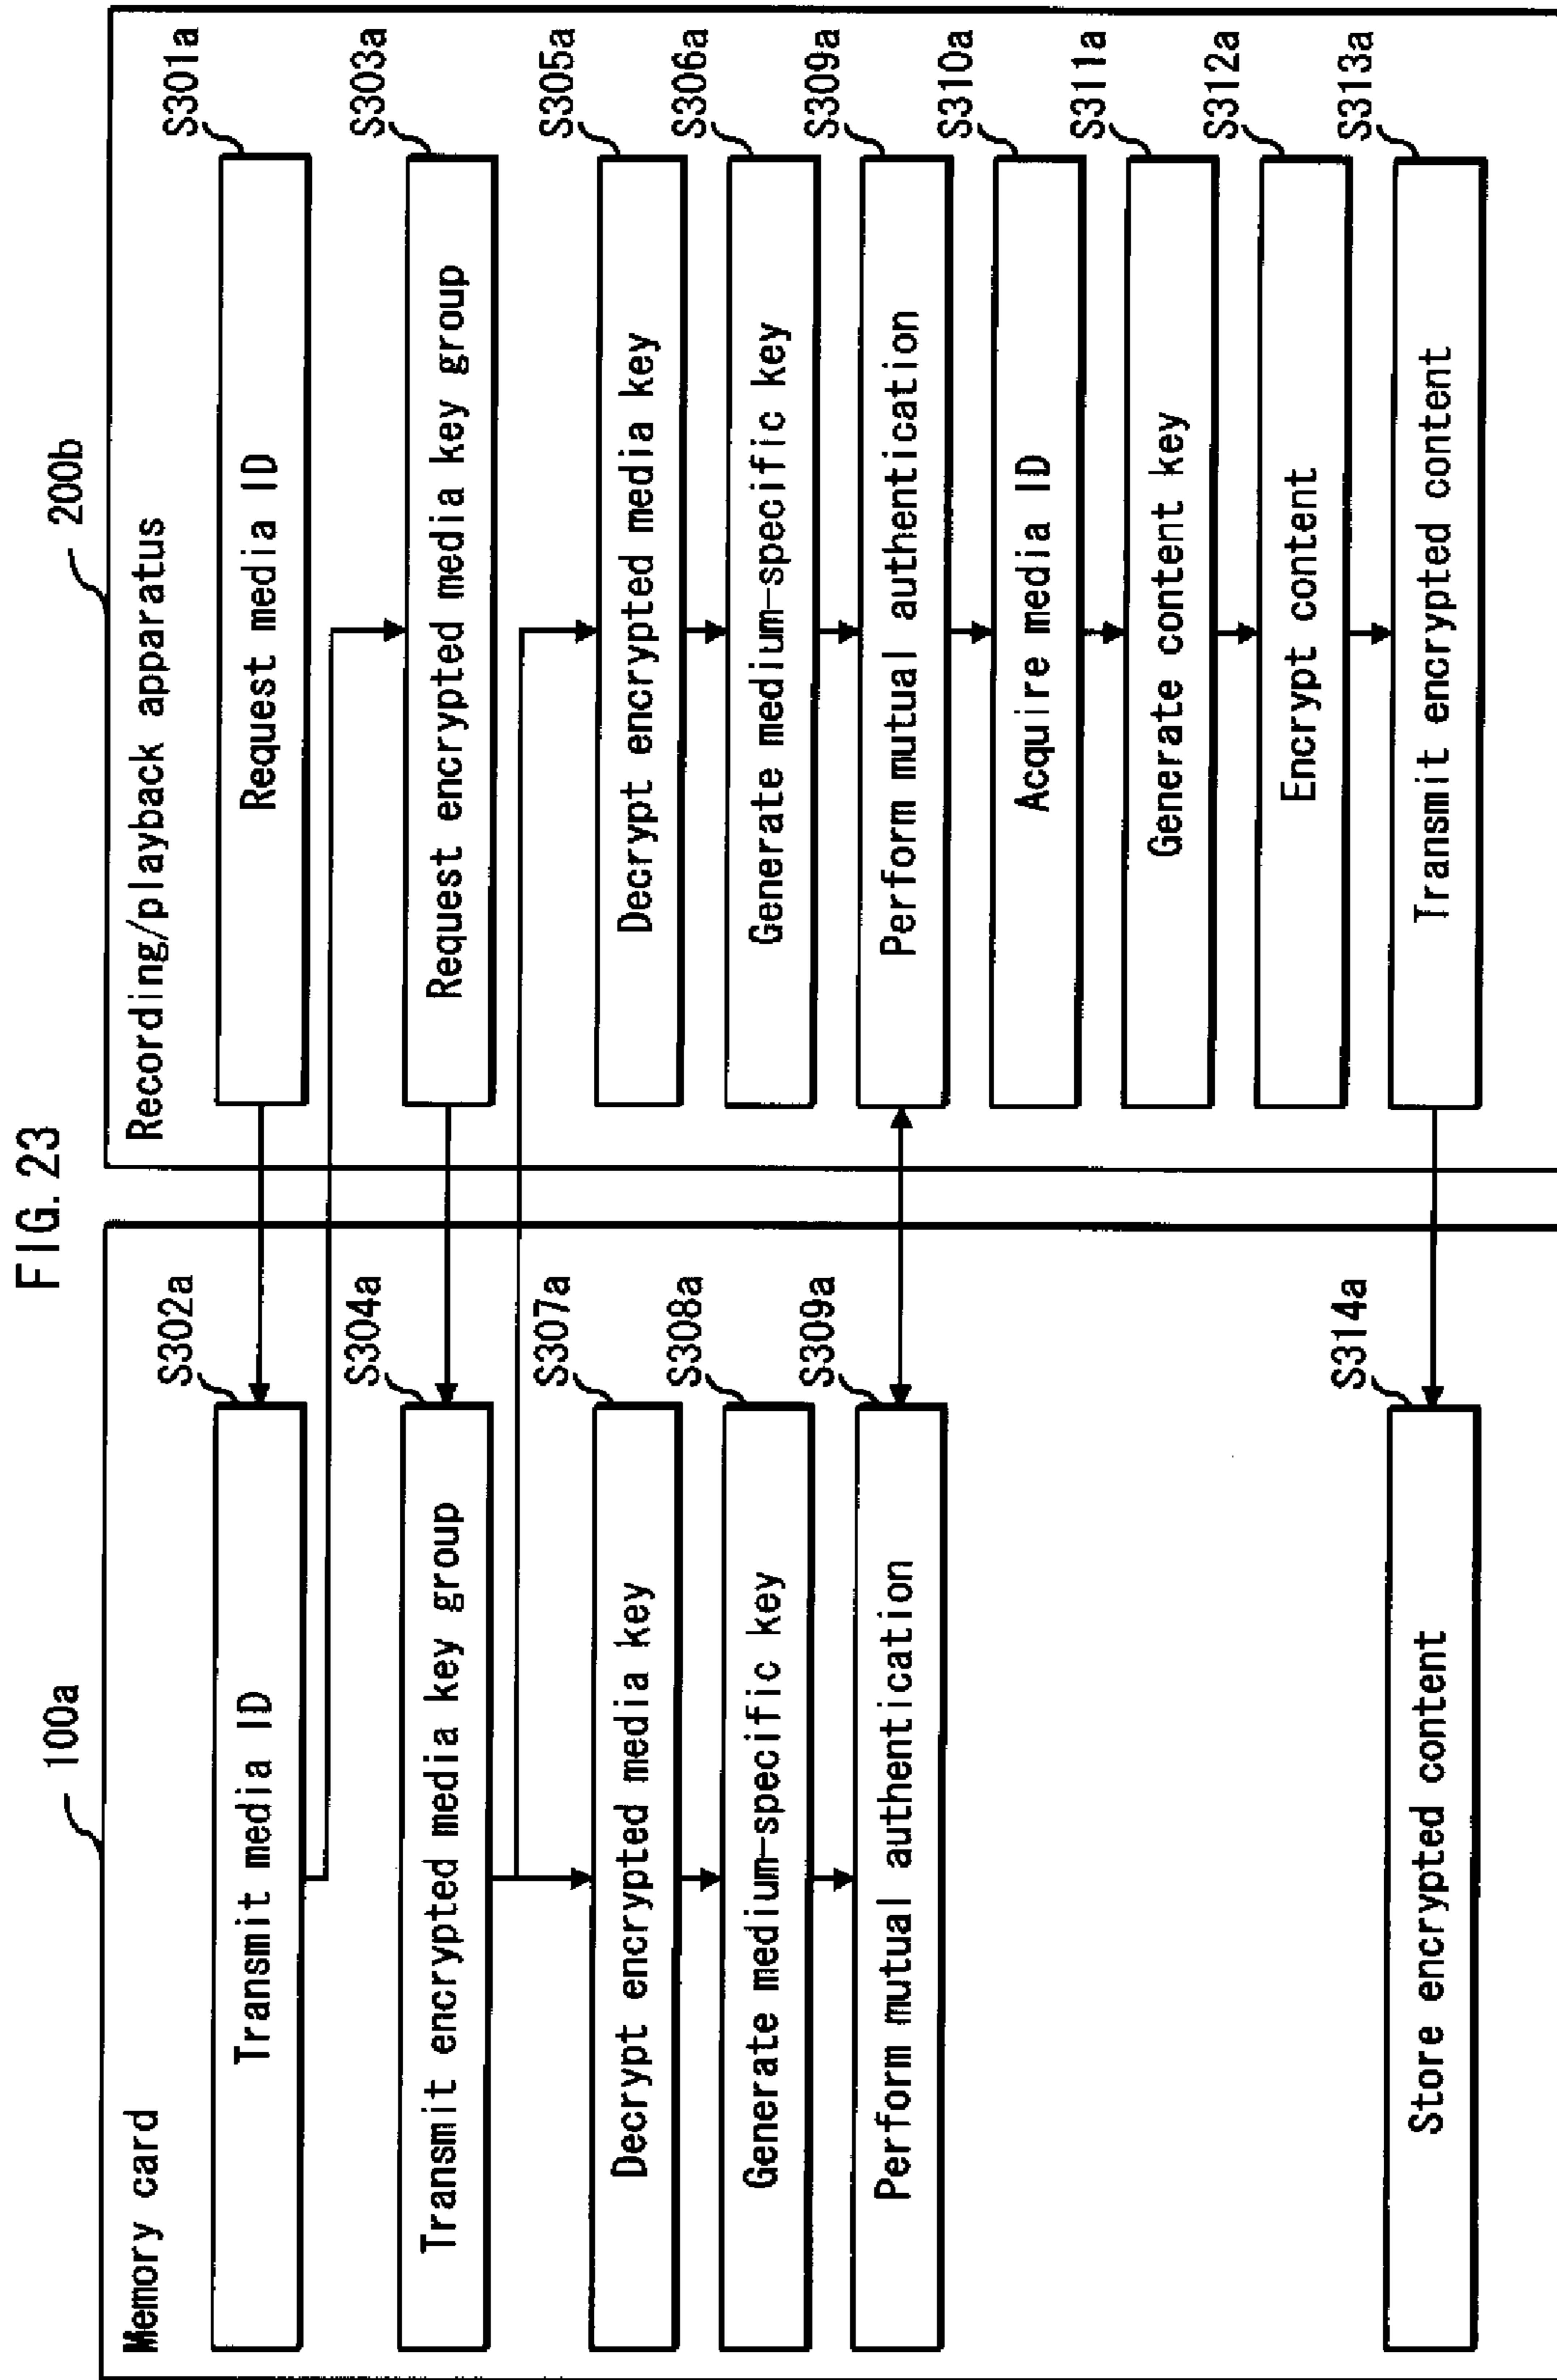 FIG. 23
100a
200b
Memory card
Recording/playback apparatus
Request media ID
S301a
Transmit media ID
S302a
Request encrypted media key group
S303a
Transmit encrypted media key group
S304a
Decrypt encrypted media key
S307a
Decrypt encrypted media key
S305a
Generate medium-specific key
S308a
Generate medium-specific key
S306a
Perform mutual authentication
S309a
Perform mutual authentication
S309a
Acquire media ID
S310a
Generate content key
S311a
Encrypt content
S312a
Transmit encrypted content
S313a
Store encrypted content
S314a